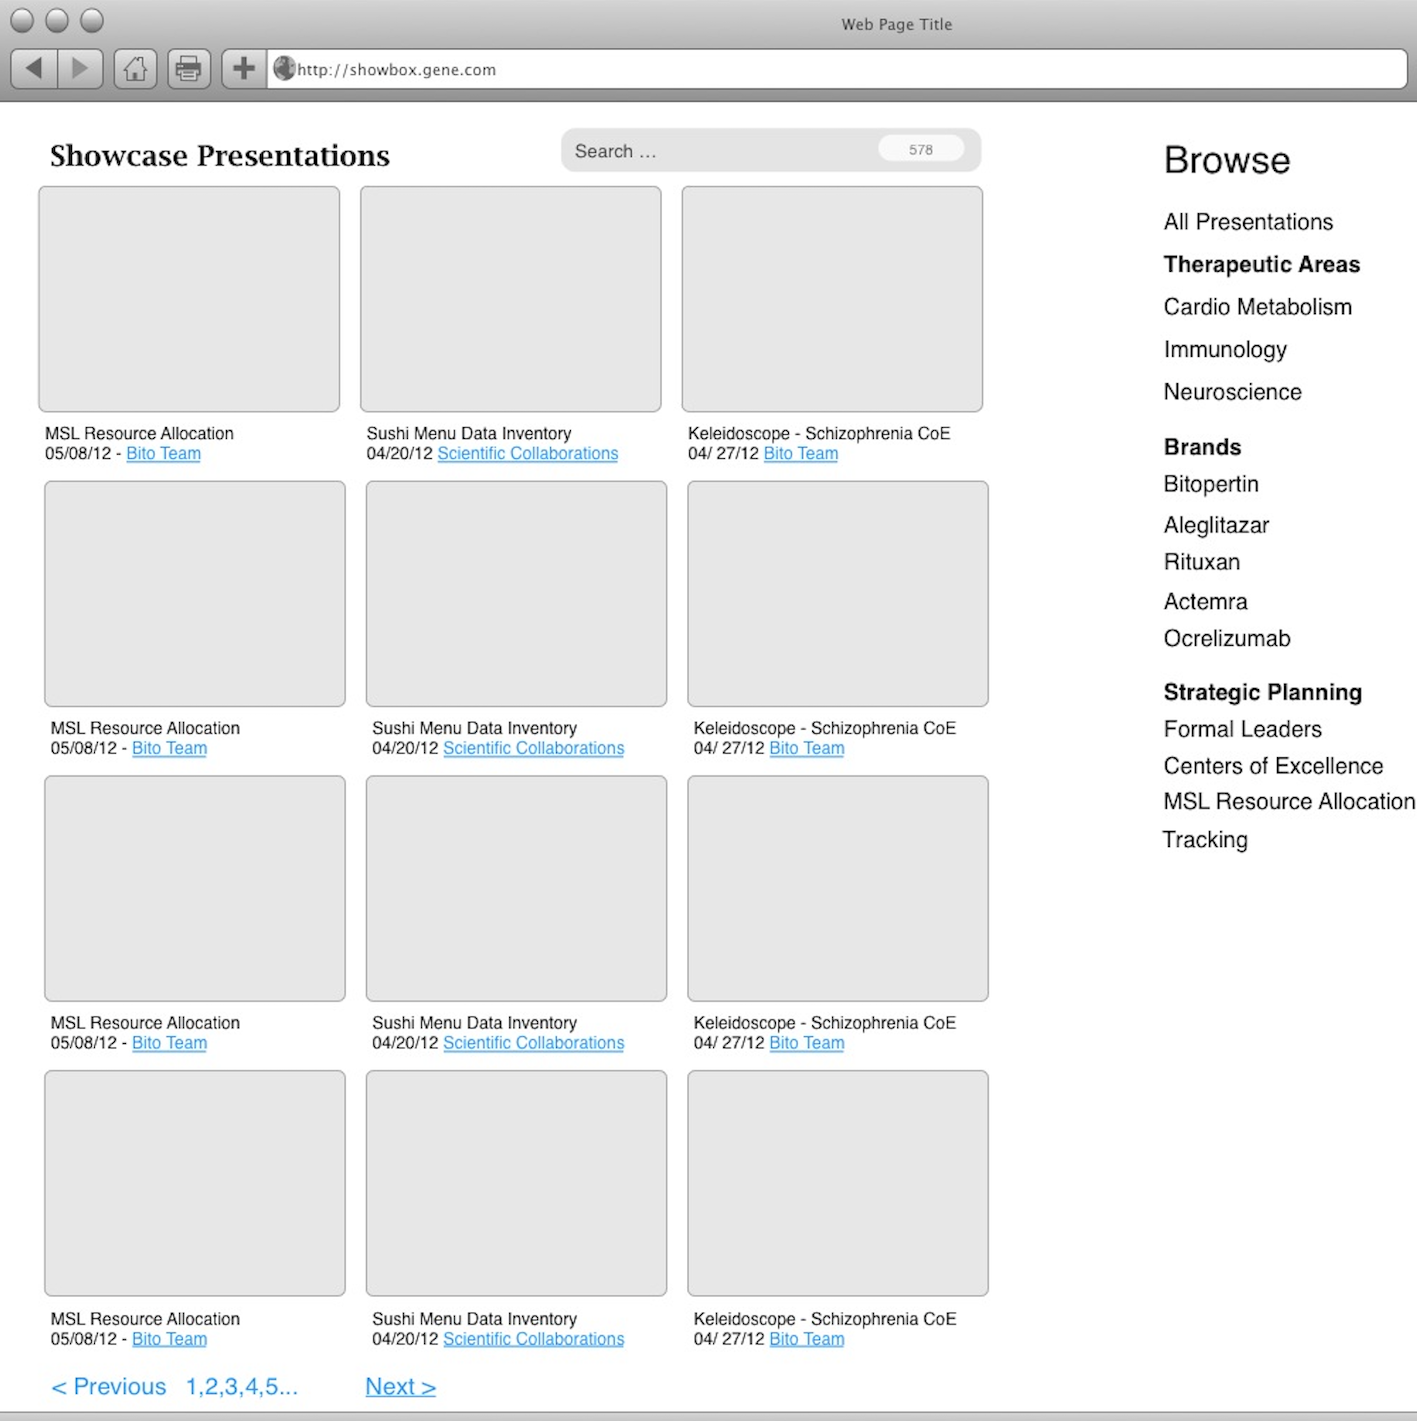 Web Page Title
http://showbox.gene.com
Showcase Presentations
Search ...
578
MSL Resource Allocation
05/08/12 - Bito Team
Sushi Menu Data Inventory
04/20/12 Scientific Collaborations
Keleidoscope - Schizophrenia CoE
04/ 27/12 Bito Team
MSL Resource Allocation
05/08/12 - Bito Team
Sushi Menu Data Inventory
04/20/12 Scientific Collaborations
Keleidoscope - Schizophrenia CoE
04/ 27/12 Bito Team
MSL Resource Allocation
05/08/12 - Bito Team
Sushi Menu Data Inventory
04/20/12 Scientific Collaborations
Keleidoscope - Schizophrenia CoE
04/ 27/12 Bito Team
MSL Resource Allocation
05/08/12 - Bito Team
Sushi Menu Data Inventory
04/20/12 Scientific Collaborations
Keleidoscope - Schizophrenia CoE
04/ 27/12 Bito Team
< Previous 1,2,3,4,5... Next >
Browse
All Presentations
Therapeutic Areas
Cardio Metabolism
Immunology
Neuroscience
Brands
Bitopertin
Aleglitazar
Rituxan
Actemra
Ocrelizumab
Strategic Planning
Formal Leaders
Centers of Excellence
MSL Resource Allocation
Tracking